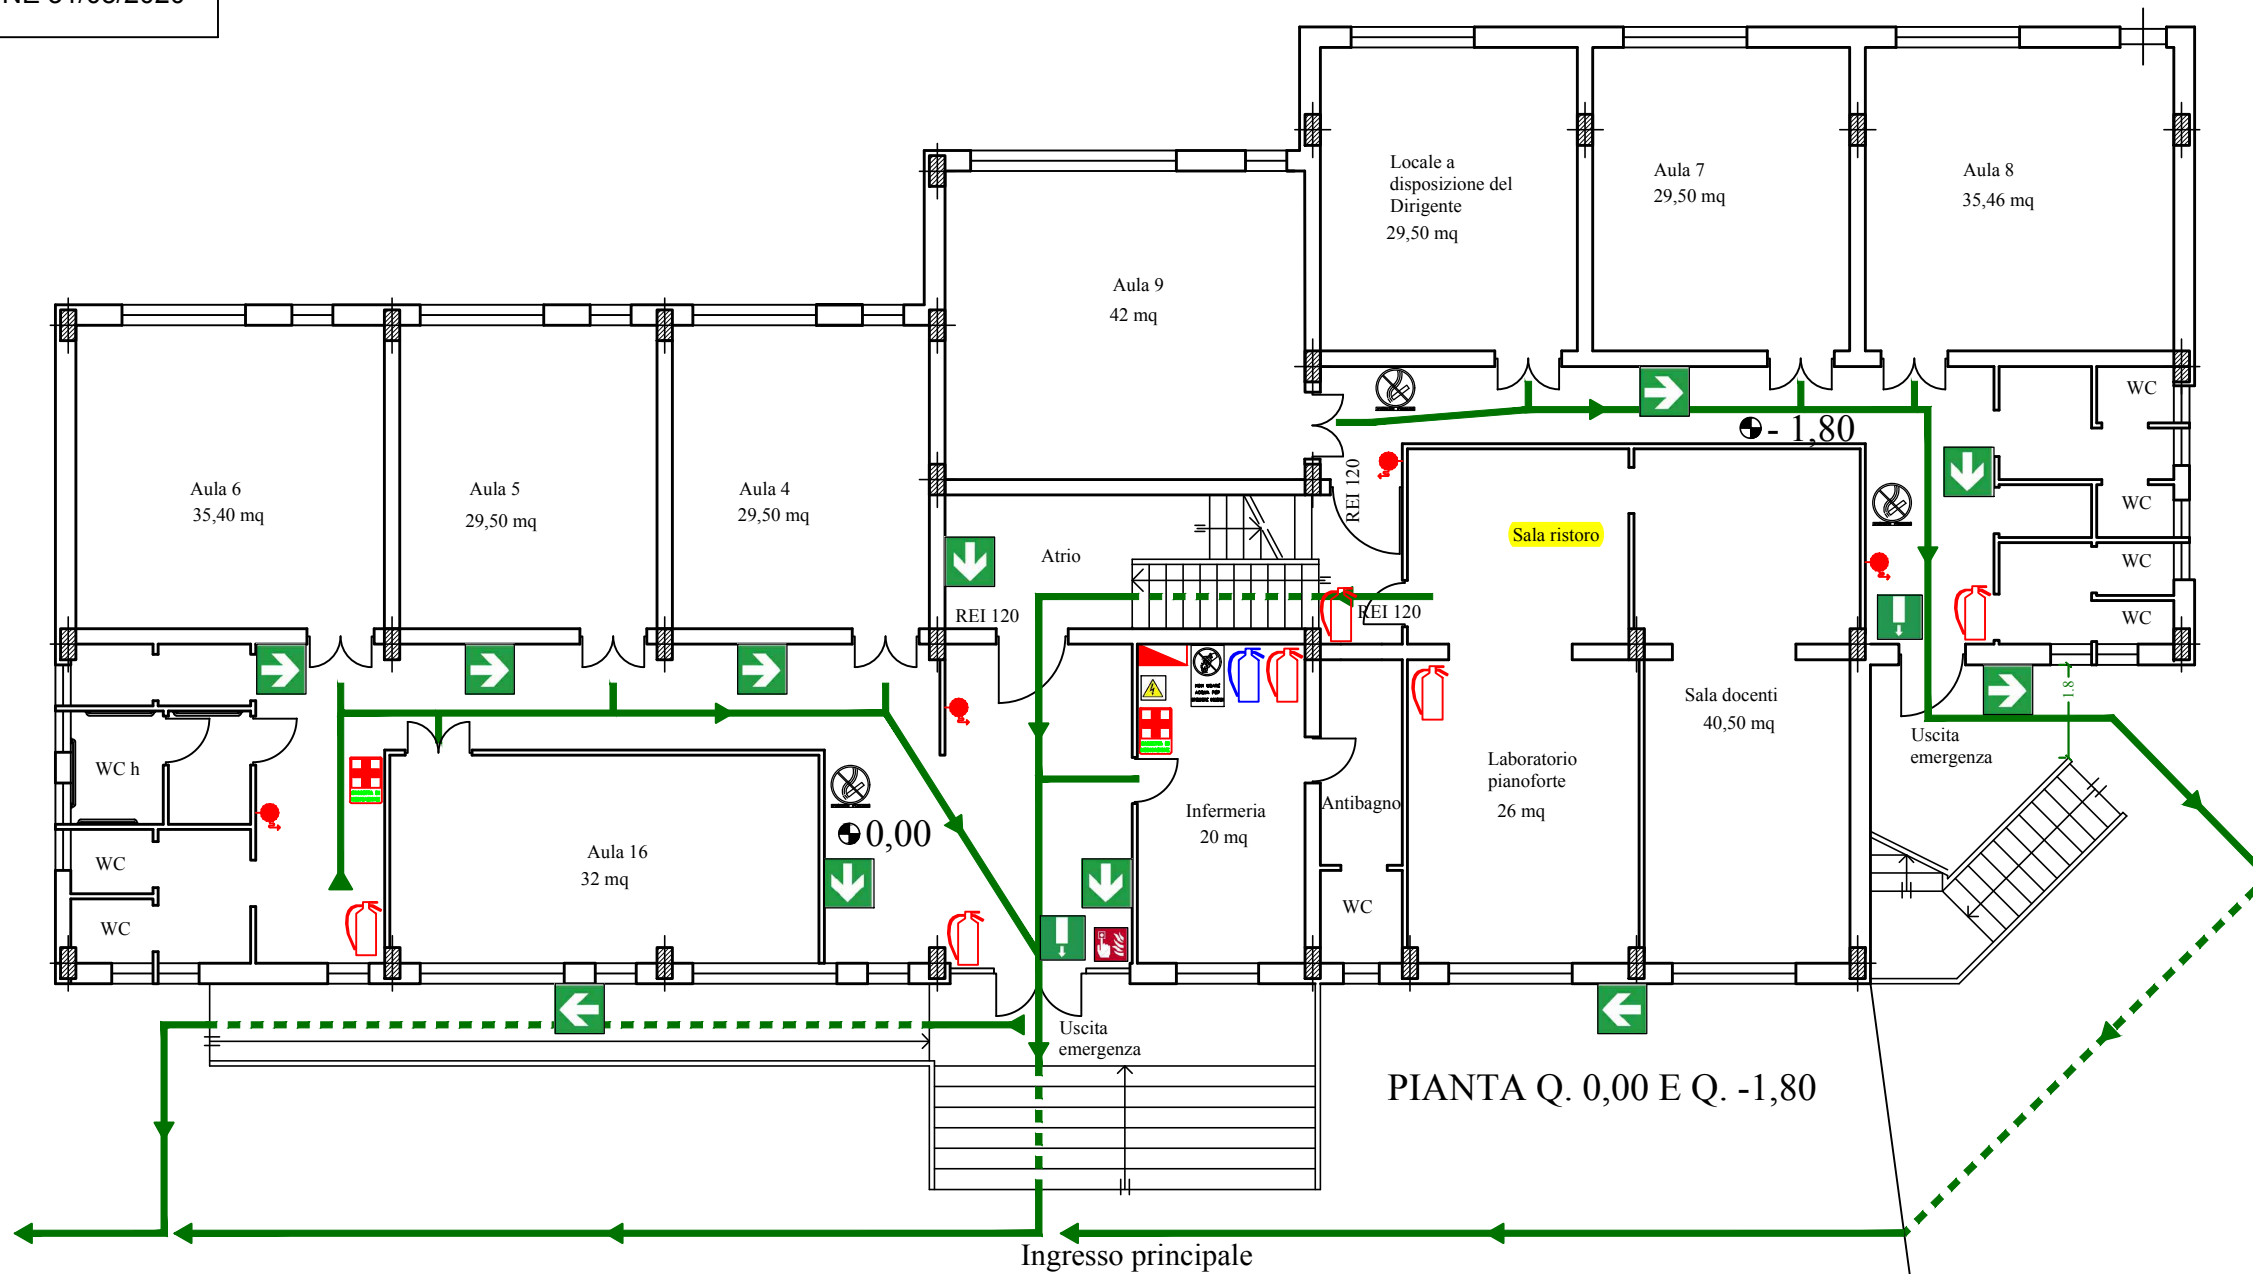 Locale a
disposizione del
Dirigente
29,50 mq
Aula 7
29,50 mq
Aula 8
35,46 mq
Aula 9
42 mq
WC
- 1,80
REI 120
Aula 6
35,40 mq
Aula 5
29,50 mq
Aula 4
29,50 mq
WC
Sala ristoro
Atrio
WC
REI 120
REI 120
WC
1.8
Sala docenti
40,50 mq
Uscita
emergenza
WC h
Laboratorio
pianoforte
26 mq
Antibagno
Infermeria
20 mq
0,00
Aula 16
32 mq
WC
WC
WC
Uscita
emergenza
PIANTA Q. 0,00 E Q. -1,80
Ingresso principale